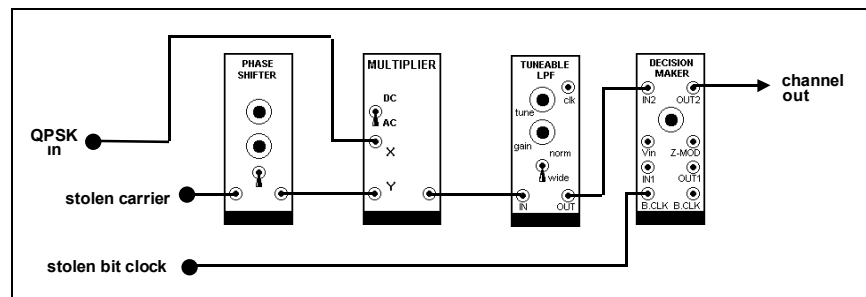 QPSK
in
stolen carrier
stolen bit clock
PHASE
SHIFTER
MULTIPLIER
DC
AC
X
Y
TUNEABLE
LPF
clk
tune
gain
norm
wide
IN
OUT
DECISION
MAKER
IN2
OUT2
Vin
Z-MOD
IN1
OUT1
B.CLK
B.CLK
channel
out